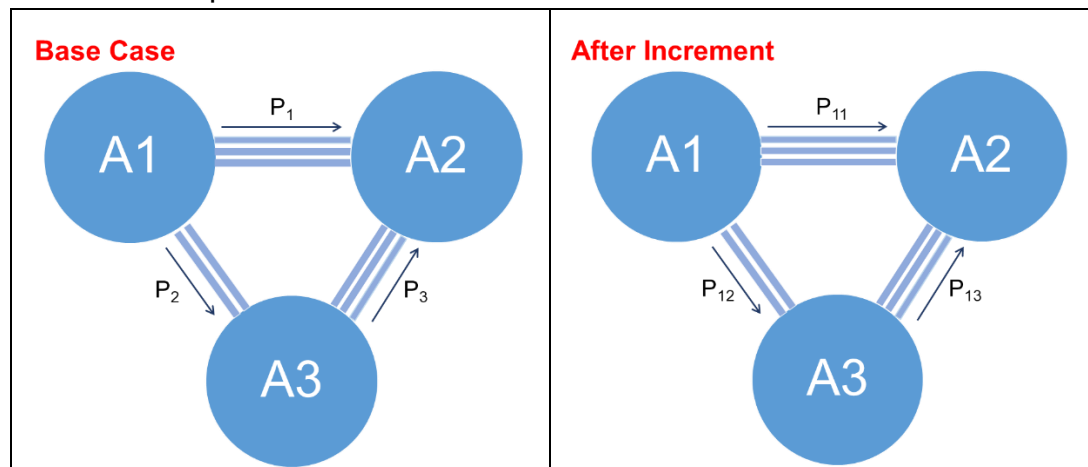 Base Case
P₁
A1
A2
P₂
P₃
A3
After Increment
P₁₁
A1
A2
P₁₂
P₁₃
A3